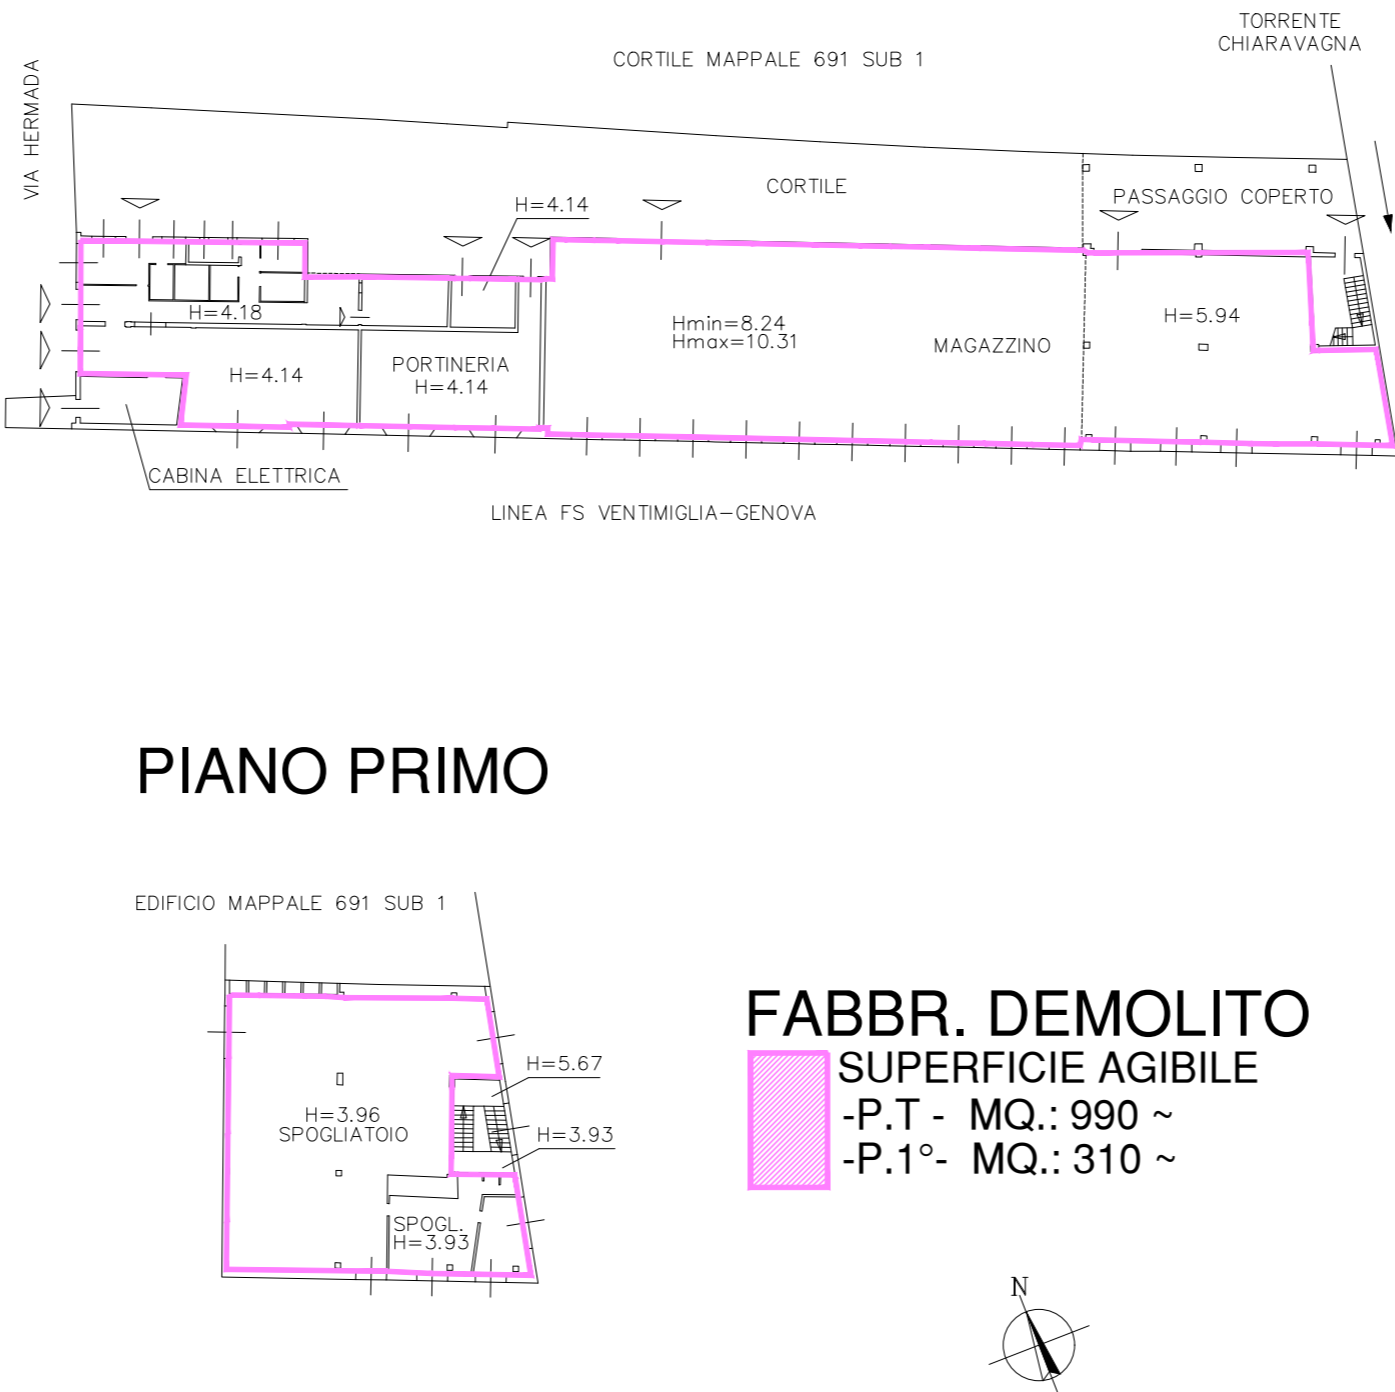 TORRENTE
CHIARAVAGNA
CORTILE MAPPALE 691 SUB 1
VIA HERMADA
CORTILE
PASSAGGIO COPERTO
H=4.14
H=4.18
Hmin=8.24
Hmax=10.31
MAGAZZINO
H=5.94
PORTINERIA
H=4.14
H=4.14
CABINA ELETTRICA
LINEA FS VENTIMIGLIA-GENOVA
PIANO PRIMO
EDIFICIO MAPPALE 691 SUB 1
H=5.67
H=3.96
SPOGLIATOIO
H=3.93
SPOGL.
H=3.93
FABBR. DEMOLITO
SUPERFICIE AGIBILE
-P.T - MQ.: 990 ~
-P.1°- MQ.: 310 ~
N